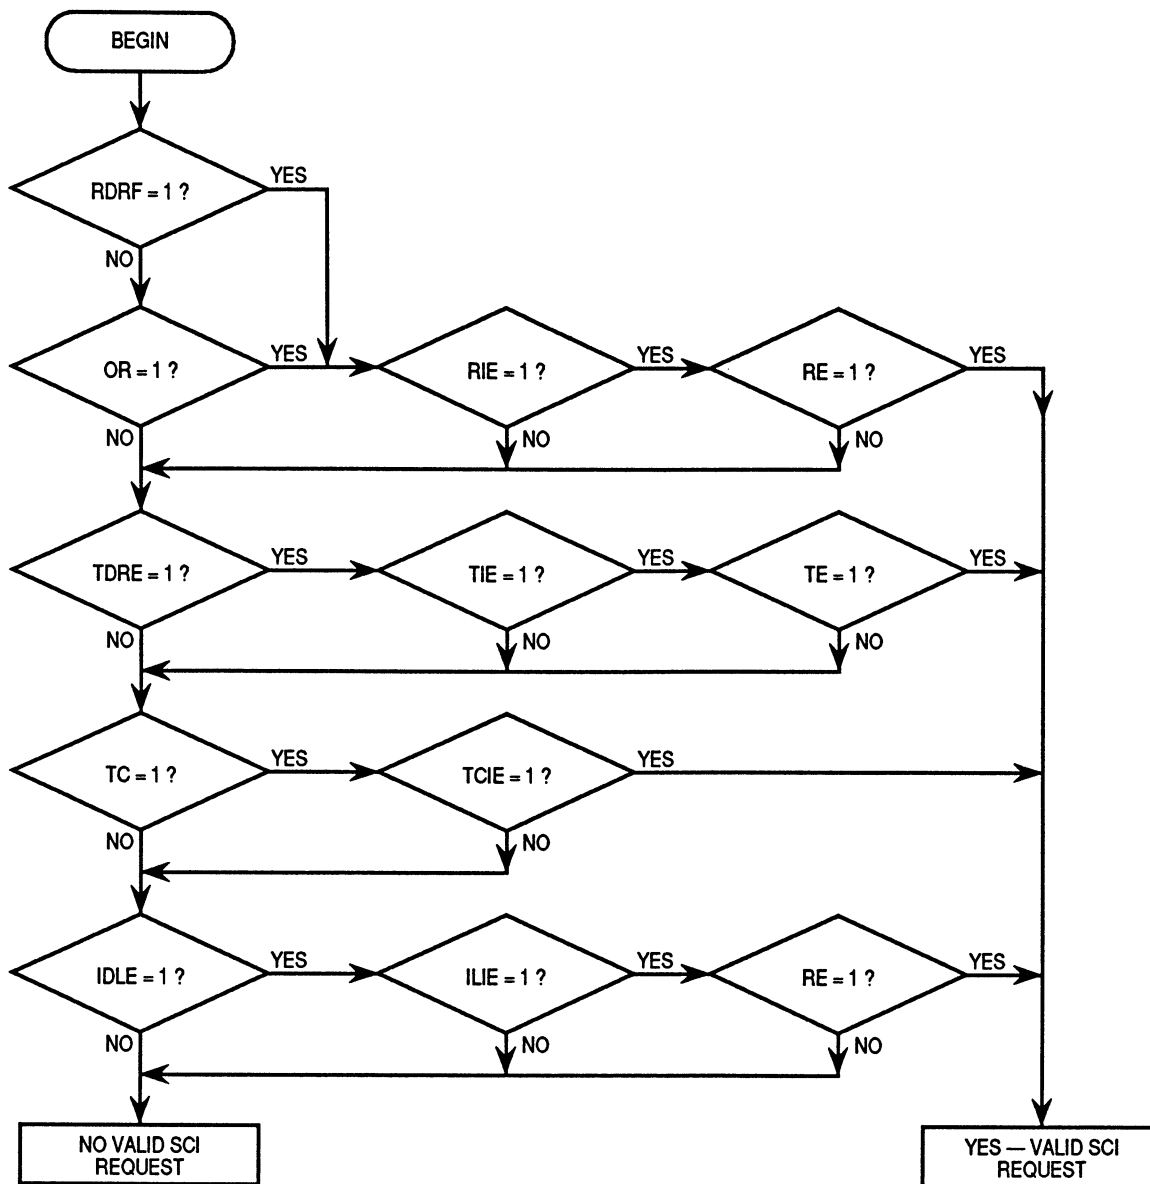 BEGIN
RDRF = 1 ?
YES
NO
OR = 1 ?
YES
RIE = 1 ?
YES
RE = 1 ?
YES
NO
NO
NO
TDRE = 1 ?
YES
TIE = 1 ?
YES
TE = 1 ?
YES
NO
NO
NO
TC = 1 ?
YES
TCIE = 1 ?
YES
NO
NO
IDLE = 1 ?
YES
ILIE = 1 ?
YES
RE = 1 ?
YES
NO
NO
NO
NO VALID SCI
REQUEST
YES — VALID SCI
REQUEST